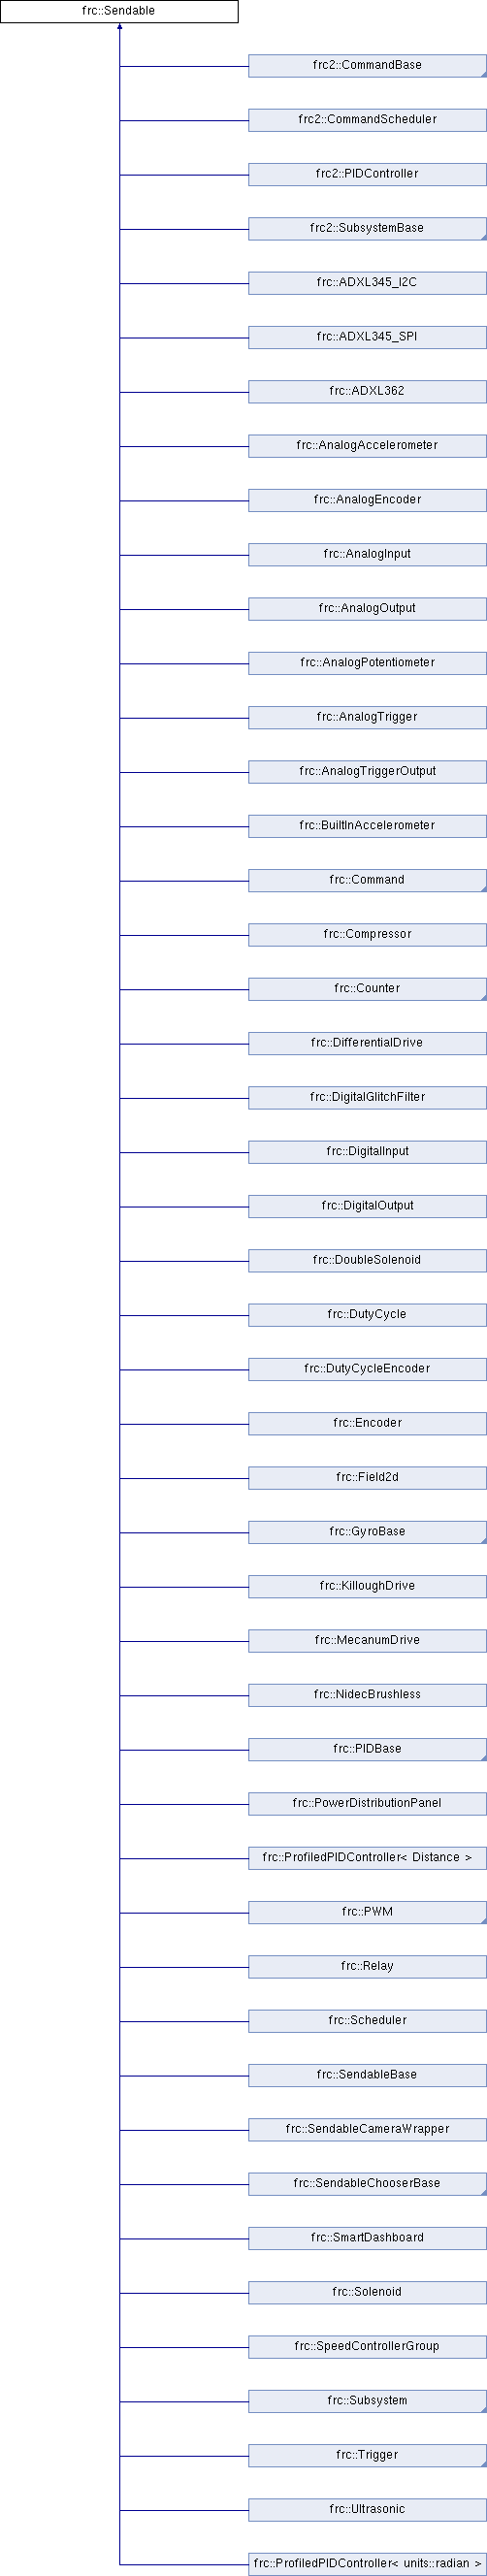 frc::Sendable
frc2::CommandBase
frc2::CommandScheduler
frc2::PIDController
frc2::SubsystemBase
frc::ADXL345_I2C
frc::ADXL345_SPI
frc::ADXL362
frc::AnalogAccelerometer
frc::AnalogEncoder
frc::AnalogInput
frc::AnalogOutput
frc::AnalogPotentiometer
frc::AnalogTrigger
frc::AnalogTriggerOutput
frc::BuiltInAccelerometer
frc::Command
frc::Compressor
frc::Counter
frc::DifferentialDrive
frc::DigitalGlitchFilter
frc::DigitalInput
frc::DigitalOutput
frc::DoubleSolenoid
frc::DutyCycle
frc::DutyCycleEncoder
frc::Encoder
frc::Field2d
frc::GyroBase
frc::KilloughDrive
frc::MecanumDrive
frc::NidecBrushless
frc::PIDBase
frc::PowerDistributionPanel
frc::ProfiledPIDController< Distance >
frc::PWM
frc::Relay
frc::Scheduler
frc::SendableBase
frc::SendableCameraWrapper
frc::SendableChooserBase
frc::SmartDashboard
frc::Solenoid
frc::SpeedControllerGroup
frc::Subsystem
frc::Trigger
frc::Ultrasonic
frc::ProfiledPIDController< units::radian >